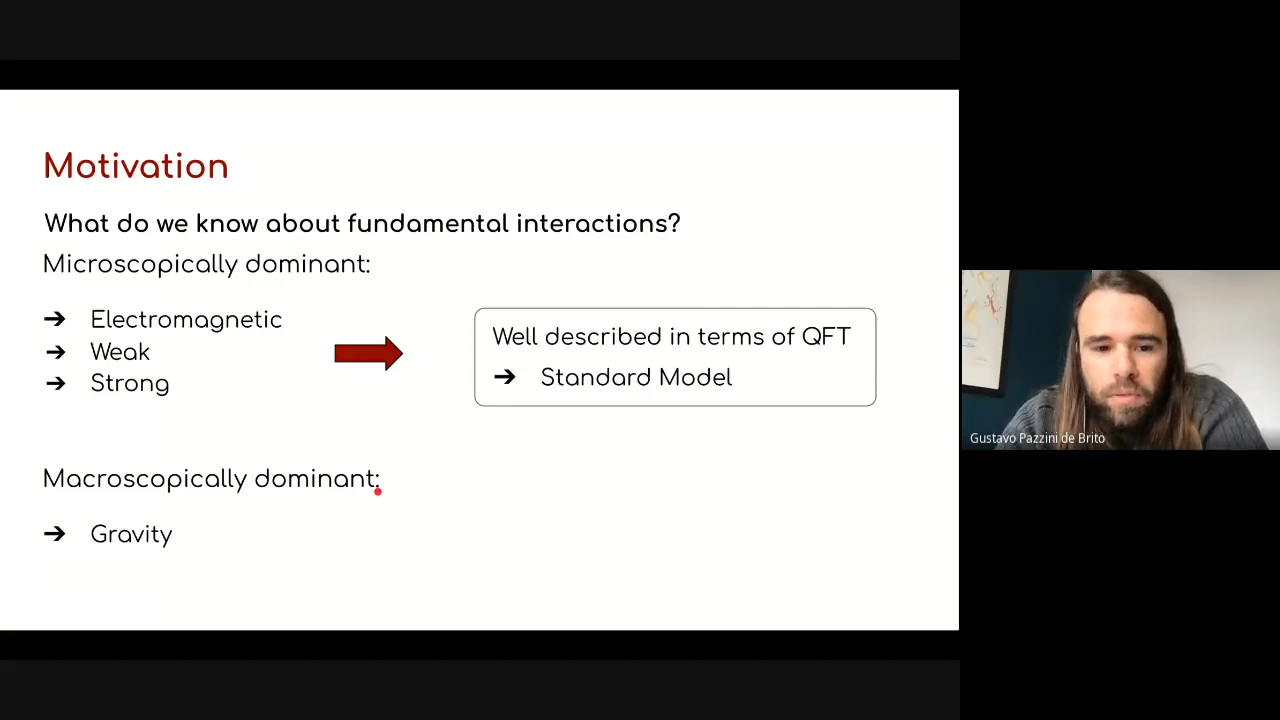 Motivation
What do we know about fundamental interactions?
Microscopically dominant:
➔ Electromagnetic
➔ Weak
➔ Strong
Well described in terms of QFT
➔ Standard Model
Macroscopically dominant:
➔ Gravity
Gustavo Pazzini de Brito